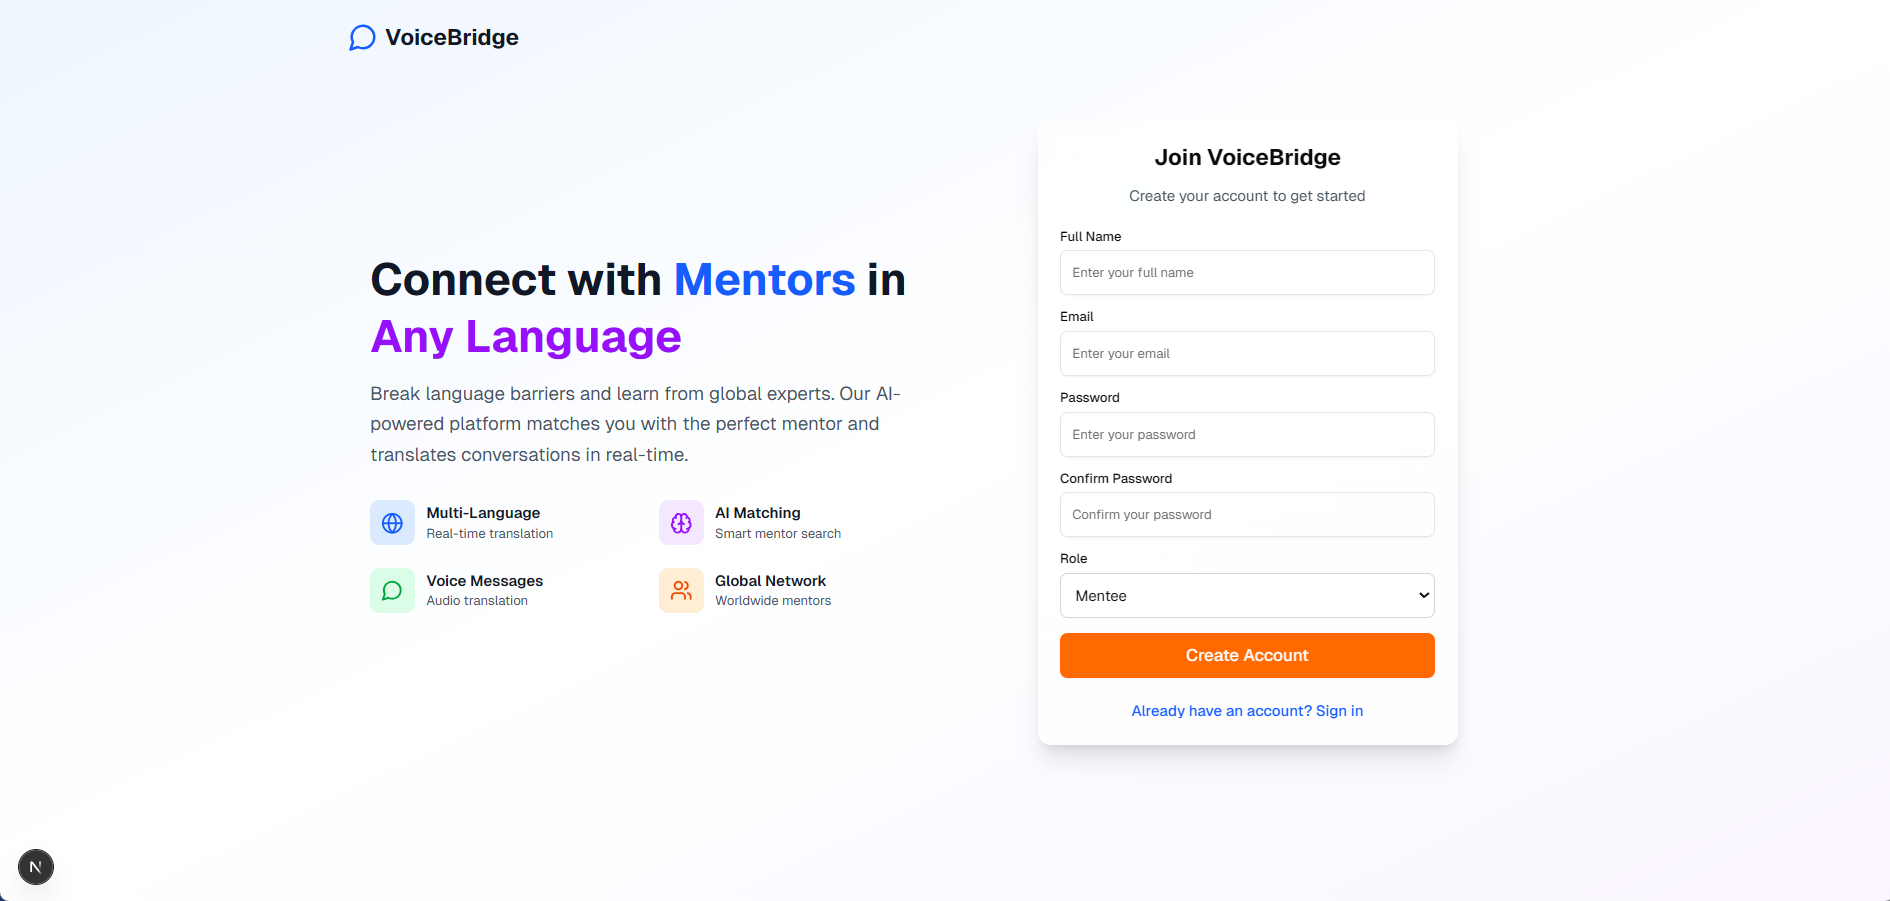 VoiceBridge
Connect with Mentors in
Any Language
Break language barriers and learn from global experts. Our AI-
powered platform matches you with the perfect mentor and
translates conversations in real-time.
Multi-Language
Real-time translation
AI Matching
Smart mentor search
Voice Messages
Audio translation
Global Network
Worldwide mentors
Join VoiceBridge
Create your account to get started
Full Name
Enter your full name
Email
Enter your email
Password
Enter your password
Confirm Password
Confirm your password
Role
Mentee
Create Account
Already have an account? Sign in
N